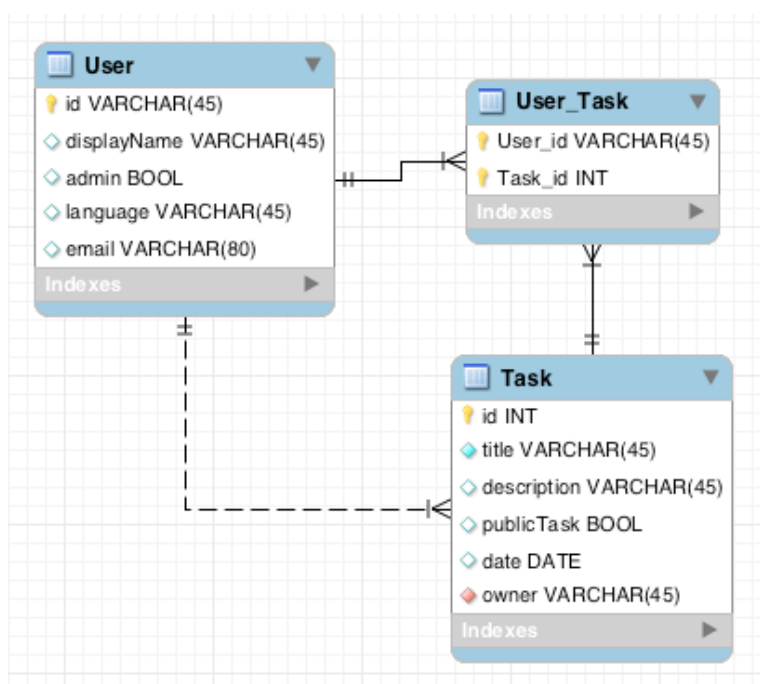 User
id VARCHAR(45)
displayName VARCHAR(45)
admin BOOL
language VARCHAR(45)
email VARCHAR(80)
Indexes
User_Task
User_id VARCHAR(45)
Task_id INT
Indexes
Task
id INT
title VARCHAR(45)
description VARCHAR(45)
publicTask BOOL
date DATE
owner VARCHAR(45)
Indexes